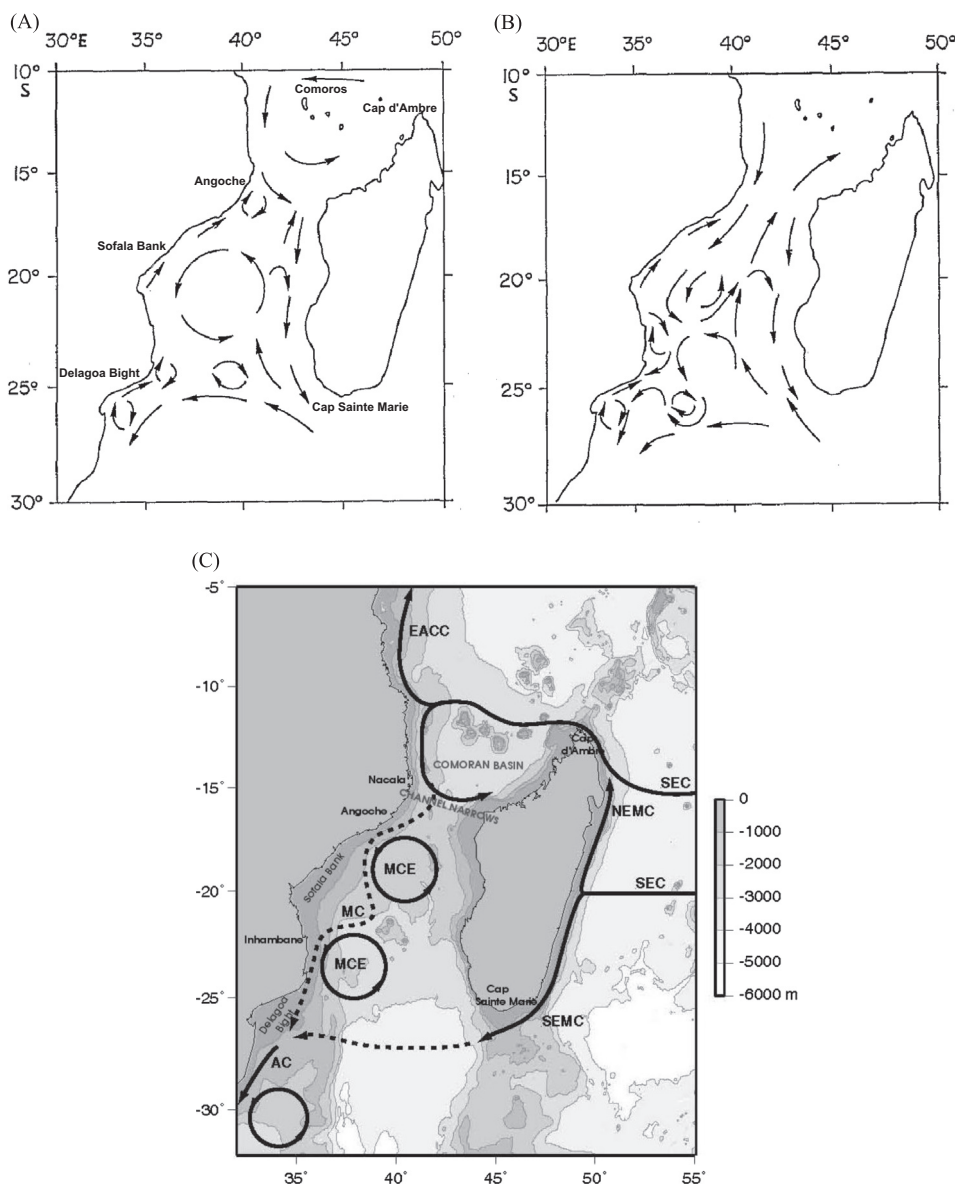 (A)
30°E 35° 40° 45° 50°
10°
S
Comoros
Cap d'Ambre
15°
Angoche
Sofala Bank
20°
Delagoa Bight
25°
Cap Sainte Marie
30°
(B)
30°E 35° 40° 45° 50°
10°
S
15°
20°
25°
30°
(C)
-5°
EACC
-10°
Cap
d'Ambre
COMORAN BASIN
Nacala
-15°
CHANNEL NARROWS
SEC
NEMC
Angoche
MCE
Sofala Bank
-20°
SEC
MC
Inhambane
MCE
Cap
Sainte Marie
-25°
Delagoa
Bight
SEMC
AC
-30°
35° 40° 45° 50° 55°
0
-1000
-2000
-3000
-4000
-5000
-6000 m